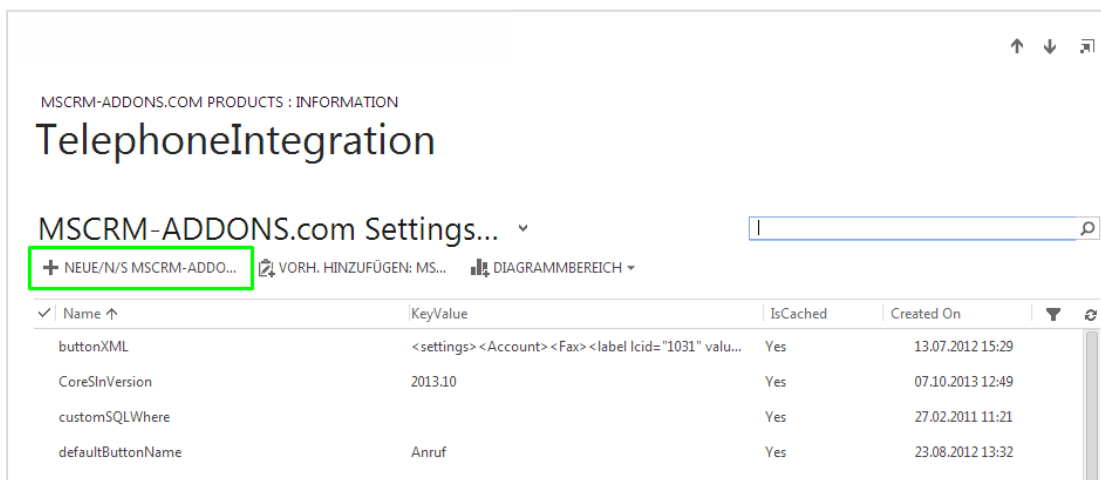 MSCRM-ADDONS.COM PRODUCTS : INFORMATION
TelephoneIntegration
MSCRM-ADDONS.com Settings...
NEUE/N/S MSCRM-ADDO... VORH. HINZUFÜGEN: MS... DIAGRAMMBEREICH
Name KeyValue IsCached Created On
buttonXML <settings><Account><Fax><label lcid="1031" valu... Yes 13.07.2012 15:29
CoreSInVersion 2013.10 Yes 07.10.2013 12:49
customSQLWhere Yes 27.02.2011 11:21
defaultButtonName Anruf Yes 23.08.2012 13:32